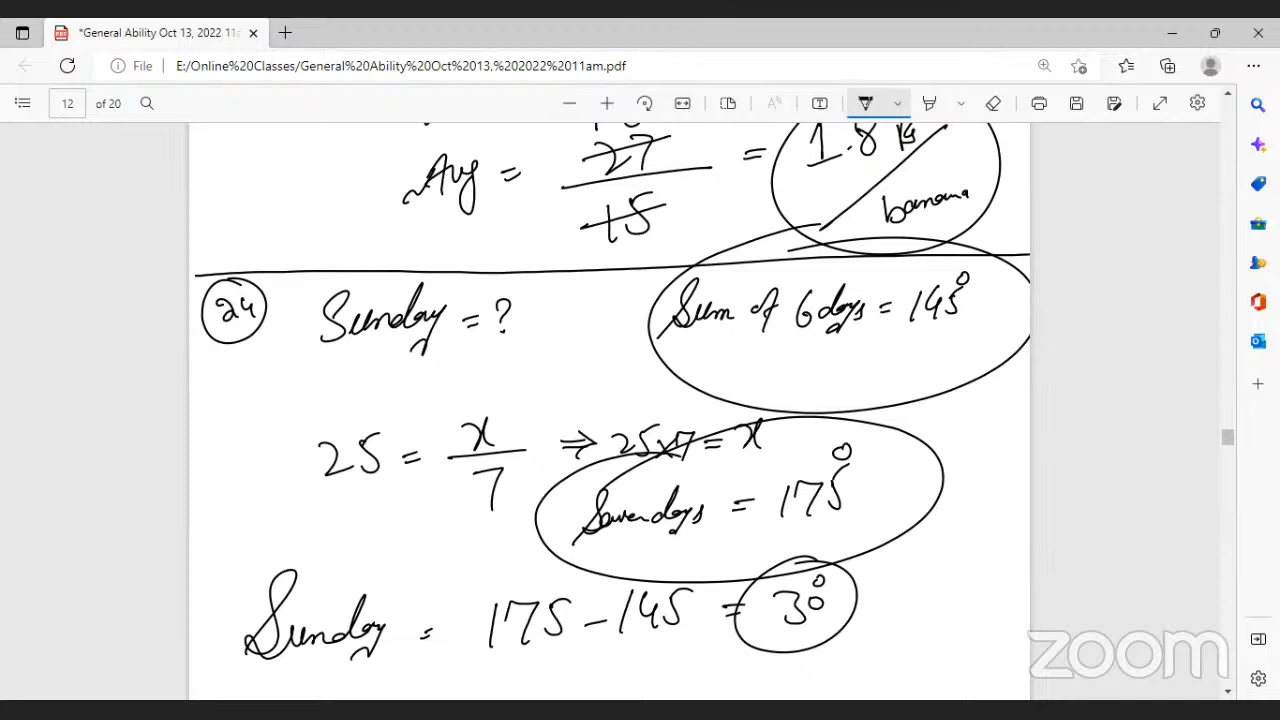 *General Ability Oct 13, 2022 11a
File E:/Online%20Classes/General%20Ability%20Oct%2013,%202022%2011am.pdf
12 of 20
Avg = 27 / 15 = 1.8 kg
banana
24 Sunday = ? Sum of 6 days = 145°
25 = x / 7 ⇒ 25x7 = x
Seven days = 175°
Sunday = 175 - 145 = 30°
zoom